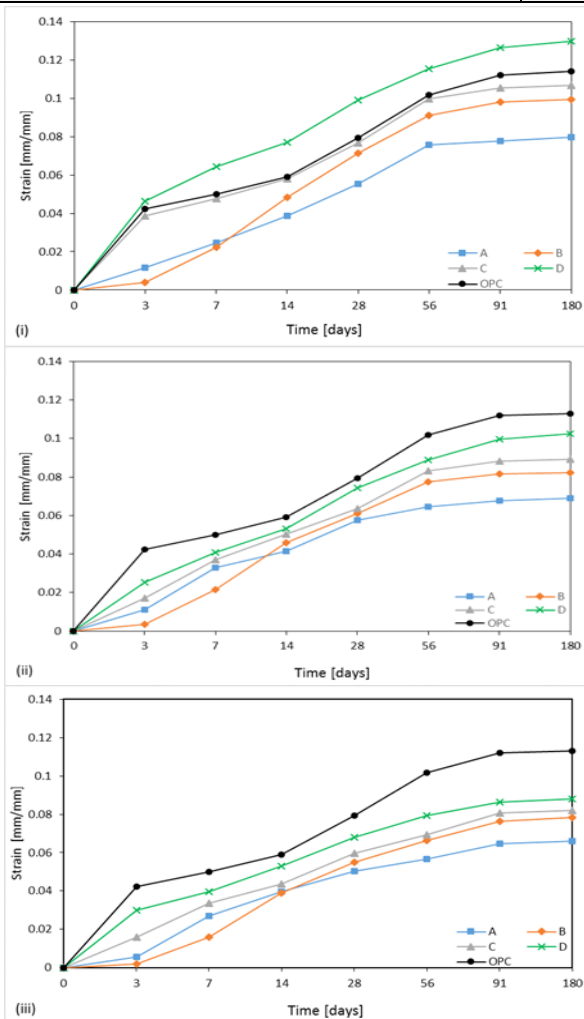 0.14
0.12
0.1
0.08
0.06
0.04
0.02
0
Strain [mm/mm]
A B
C D
OPC
0 3 7 14 28 56 91 180
(i) Time [days]
0.14
0.12
0.1
0.08
0.06
0.04
0.02
0
Strain [mm/mm]
A B
C D
OPC
0 3 7 14 28 56 91 180
(ii) Time [days]
0.14
0.12
0.1
0.08
0.06
0.04
0.02
0
Strain [mm/mm]
A B
C D
OPC
0 3 7 14 28 56 91 180
(iii) Time [days]